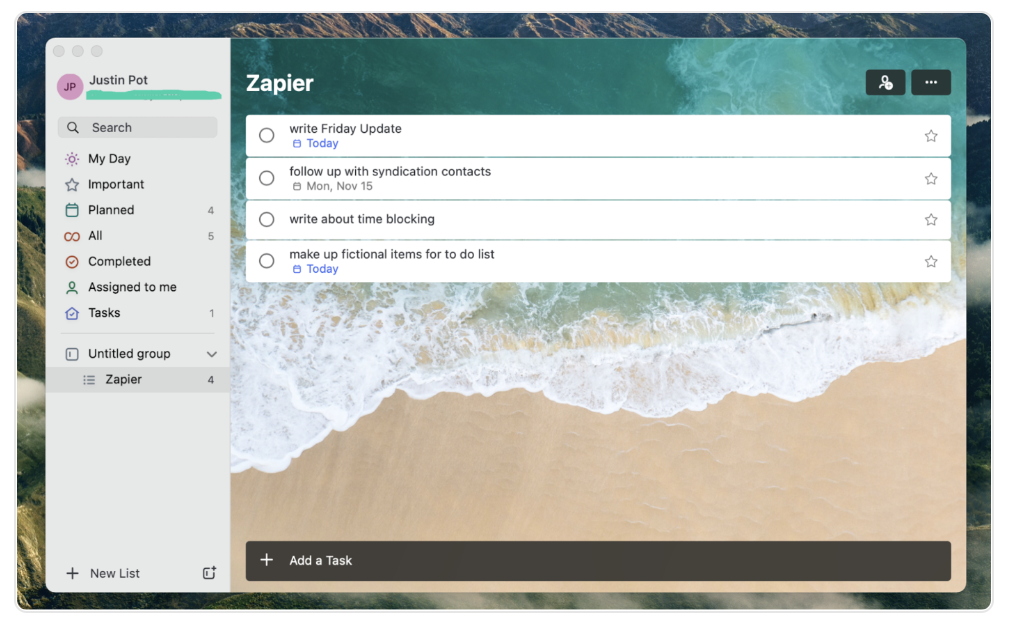 JP
Justin Pot
Search
My Day
Important
Planned 4
All 5
Completed
Assigned to me
Tasks 1
Untitled group
Zapier 4
New List
Zapier
write Friday Update
Today
follow up with syndication contacts
Mon, Nov 15
write about time blocking
make up fictional items for to do list
Today
Add a Task